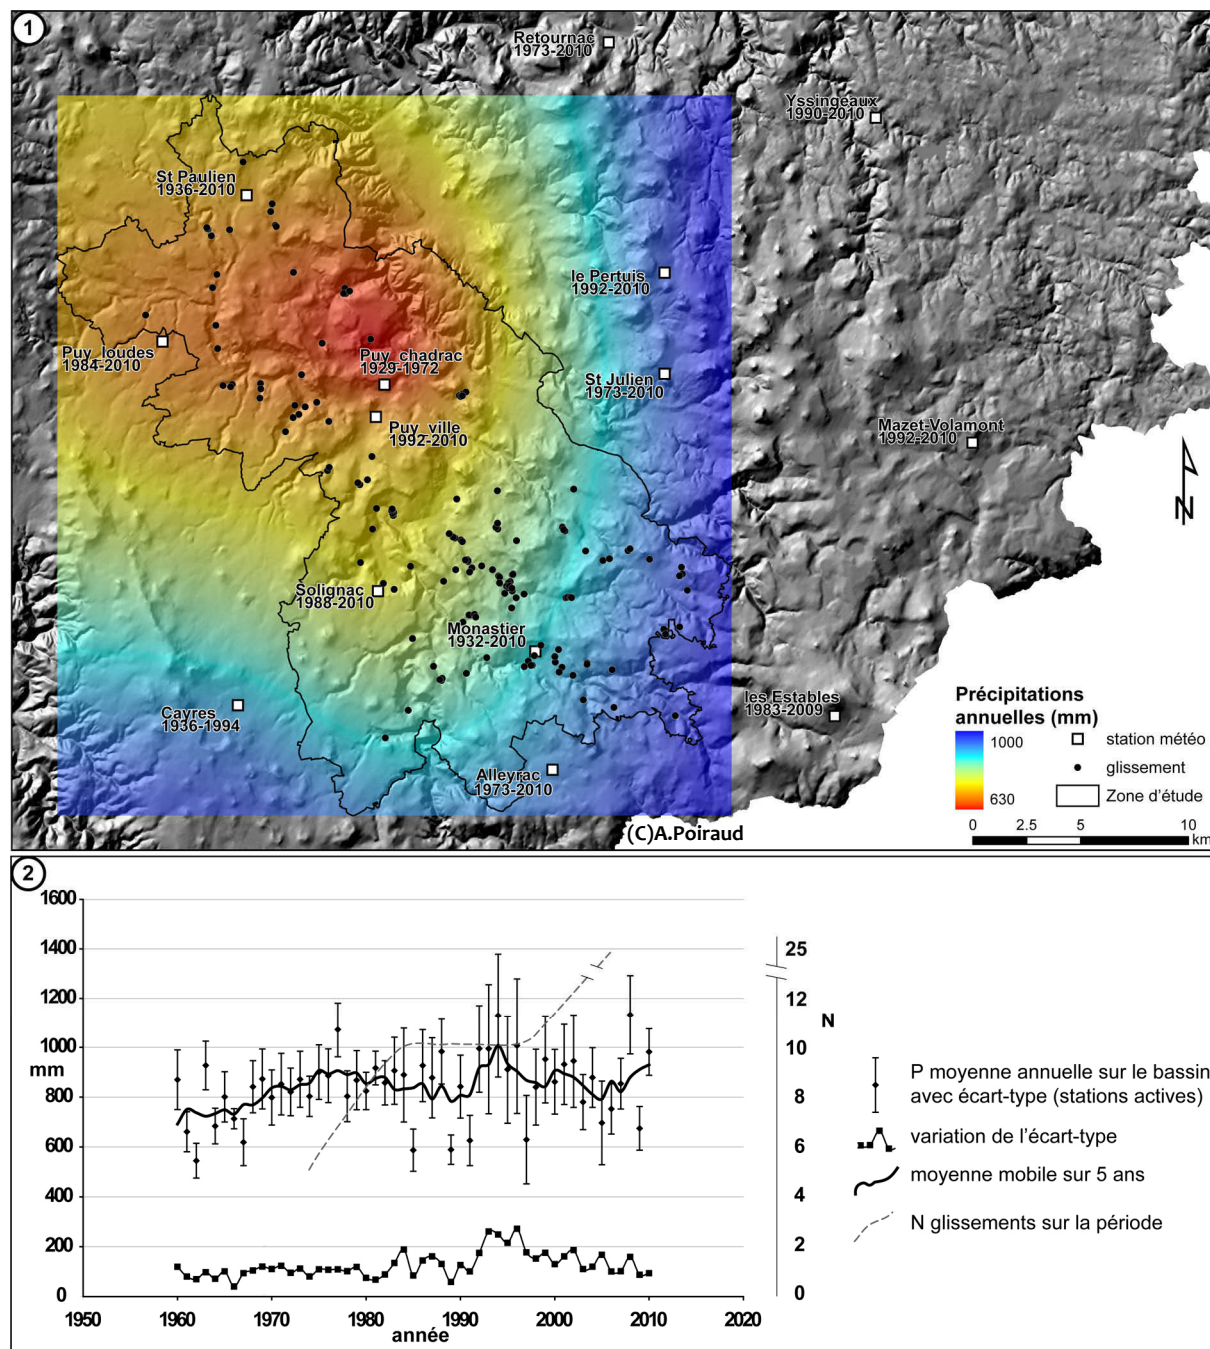 1
Retournac
1973-2010
Yssingeaux
1990-2010
St Paulien
1936-2010
le Pertuis
1992-2010
Puy_loudes
1984-2010
Puy_chadrac
1929-1972
St Julien
1973-2010
Puy_ville
1992-2010
Mazet-Volamont
1992-2010
N
Solignac
1988-2010
Monastier
1932-2010
Cayres
1936-1994
les Estables
1983-2009
Alleyrac
1973-2010
Précipitations
annuelles (mm)
1000
630
station météo
glissement
Zone d'étude
0 2.5 5 10
km
(C)A.Poiraud
2
1600
1400
1200
1000
mm
800
600
400
200
0
1950 1960 1970 1980 1990 2000 2010 2020
année
25
12
N
10
8
6
4
2
0
P moyenne annuelle sur le bassin
avec écart-type (stations actives)
variation de l'écart-type
moyenne mobile sur 5 ans
N glissements sur la période